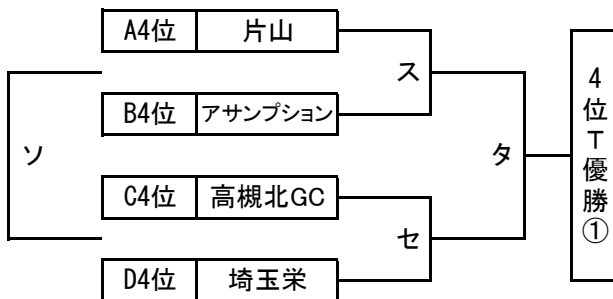 A4位 片山
ス
B4位 アサンプション
ソ
タ
C4位 高槻北GC
セ
D4位 埼玉栄
4位T優勝①